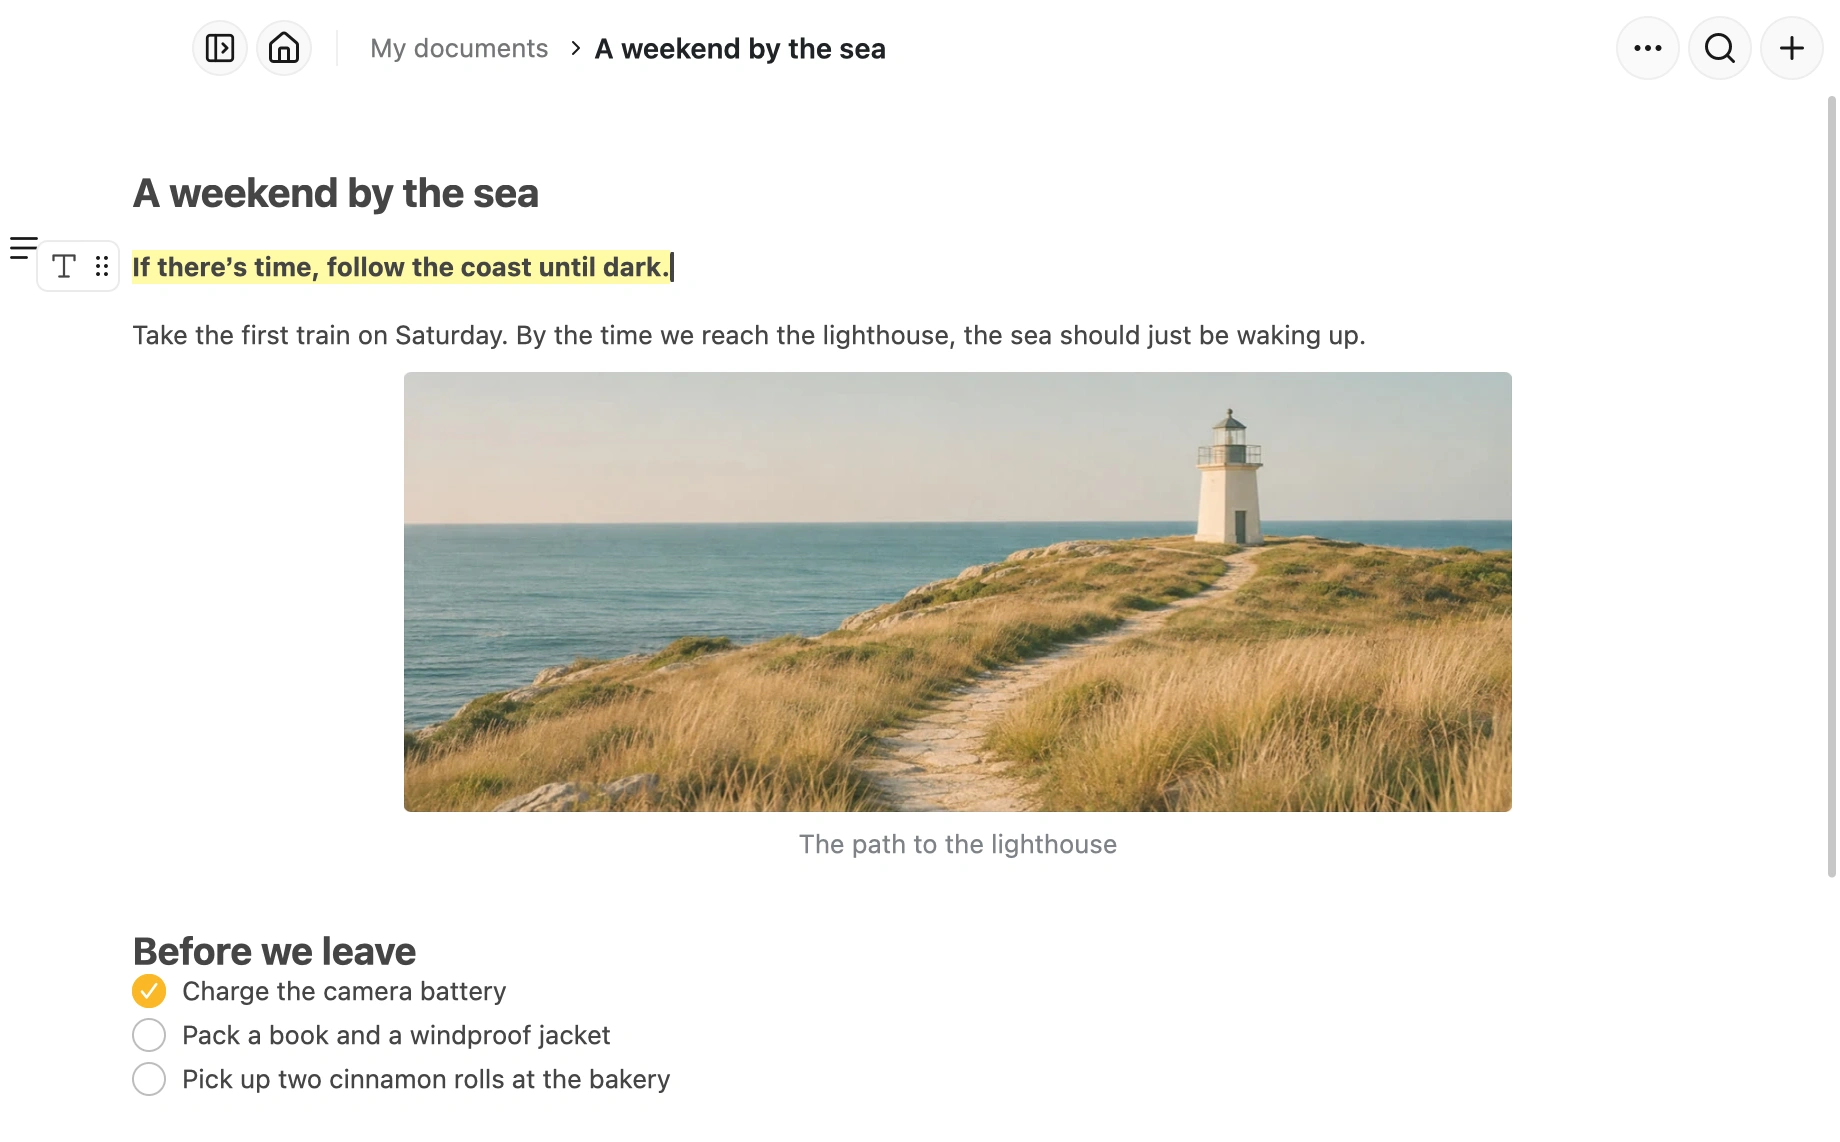 My documents > A weekend by the sea
A weekend by the sea
T If there’s time, follow the coast until dark.
Take the first train on Saturday. By the time we reach the lighthouse, the sea should just be waking up.
The path to the lighthouse
Before we leave
Charge the camera battery
Pack a book and a windproof jacket
Pick up two cinnamon rolls at the bakery